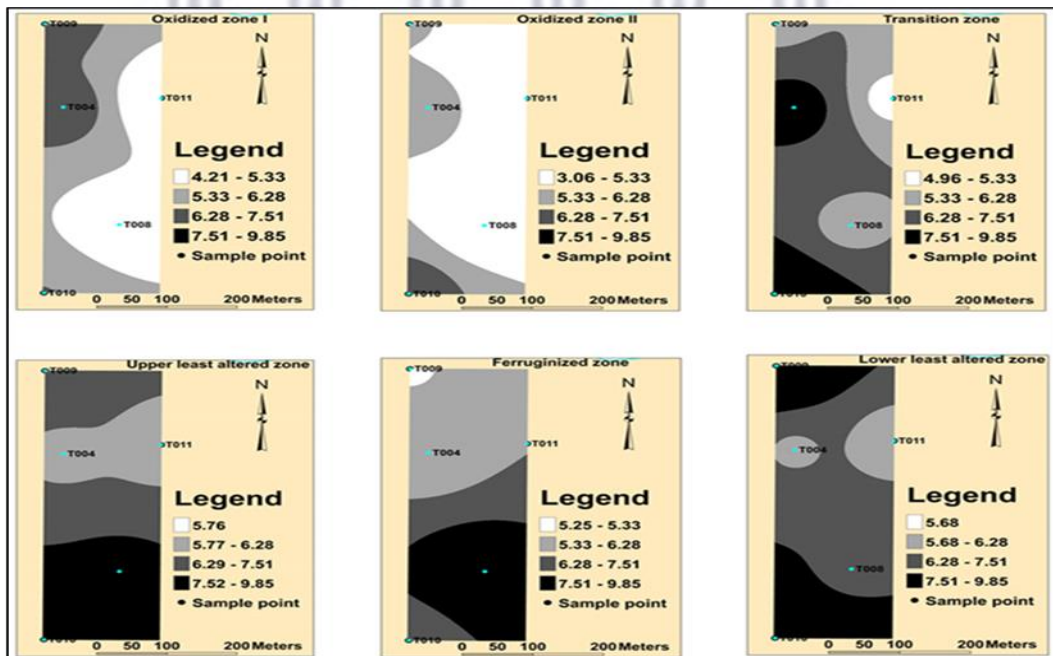 T009
Oxidized zone I
N
T004
T011
Legend
4.21 - 5.33
5.33 - 6.28
6.28 - 7.51
7.51 - 9.85
Sample point
T008
T010
0 50 100 200 Meters
T009
Oxidized zone II
N
T004
T011
Legend
3.06 - 5.33
5.33 - 6.28
6.28 - 7.51
7.51 - 9.85
Sample point
T008
T010
0 50 100 200 Meters
T009
Transition zone
N
T011
Legend
4.96 - 5.33
5.33 - 6.28
6.28 - 7.51
7.51 - 9.85
Sample point
T008
T010
0 50 100 200 Meters
Upper least altered zone
T009
N
T004
T011
Legend
5.76
5.77 - 6.28
6.29 - 7.51
7.52 - 9.85
Sample point
T010
0 50 100 200 Meters
Ferruginized zone
T009
N
T004
T011
Legend
5.25 - 5.33
5.33 - 6.28
6.28 - 7.51
7.51 - 9.85
Sample point
T010
0 50 100 200 Meters
Lower least altered zone
T009
N
T004
T011
Legend
5.68
5.68 - 6.28
6.28 - 7.51
7.51 - 9.85
Sample point
T008
T010
0 50 100 200 Meters